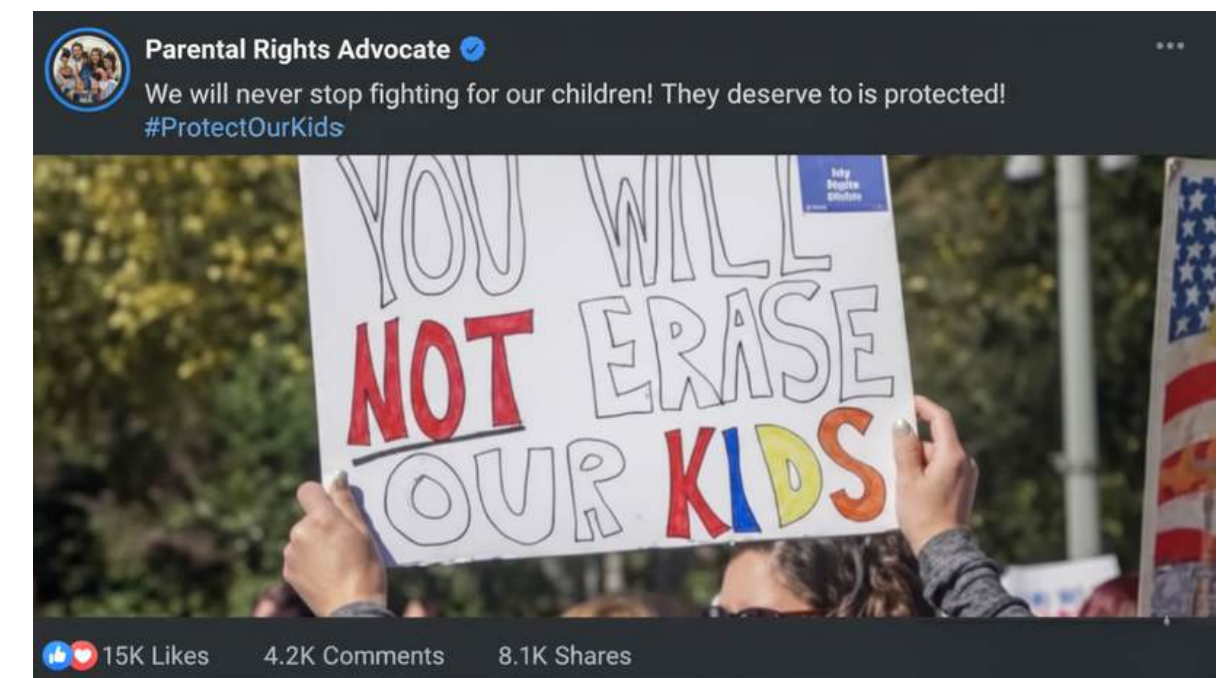 Parental Rights Advocate
We will never stop fighting for our children! They deserve to is protected!
#ProtectOurKids
YOU WILL
NOT ERASE
OUR KIDS
15K Likes 4.2K Comments 8.1K Shares